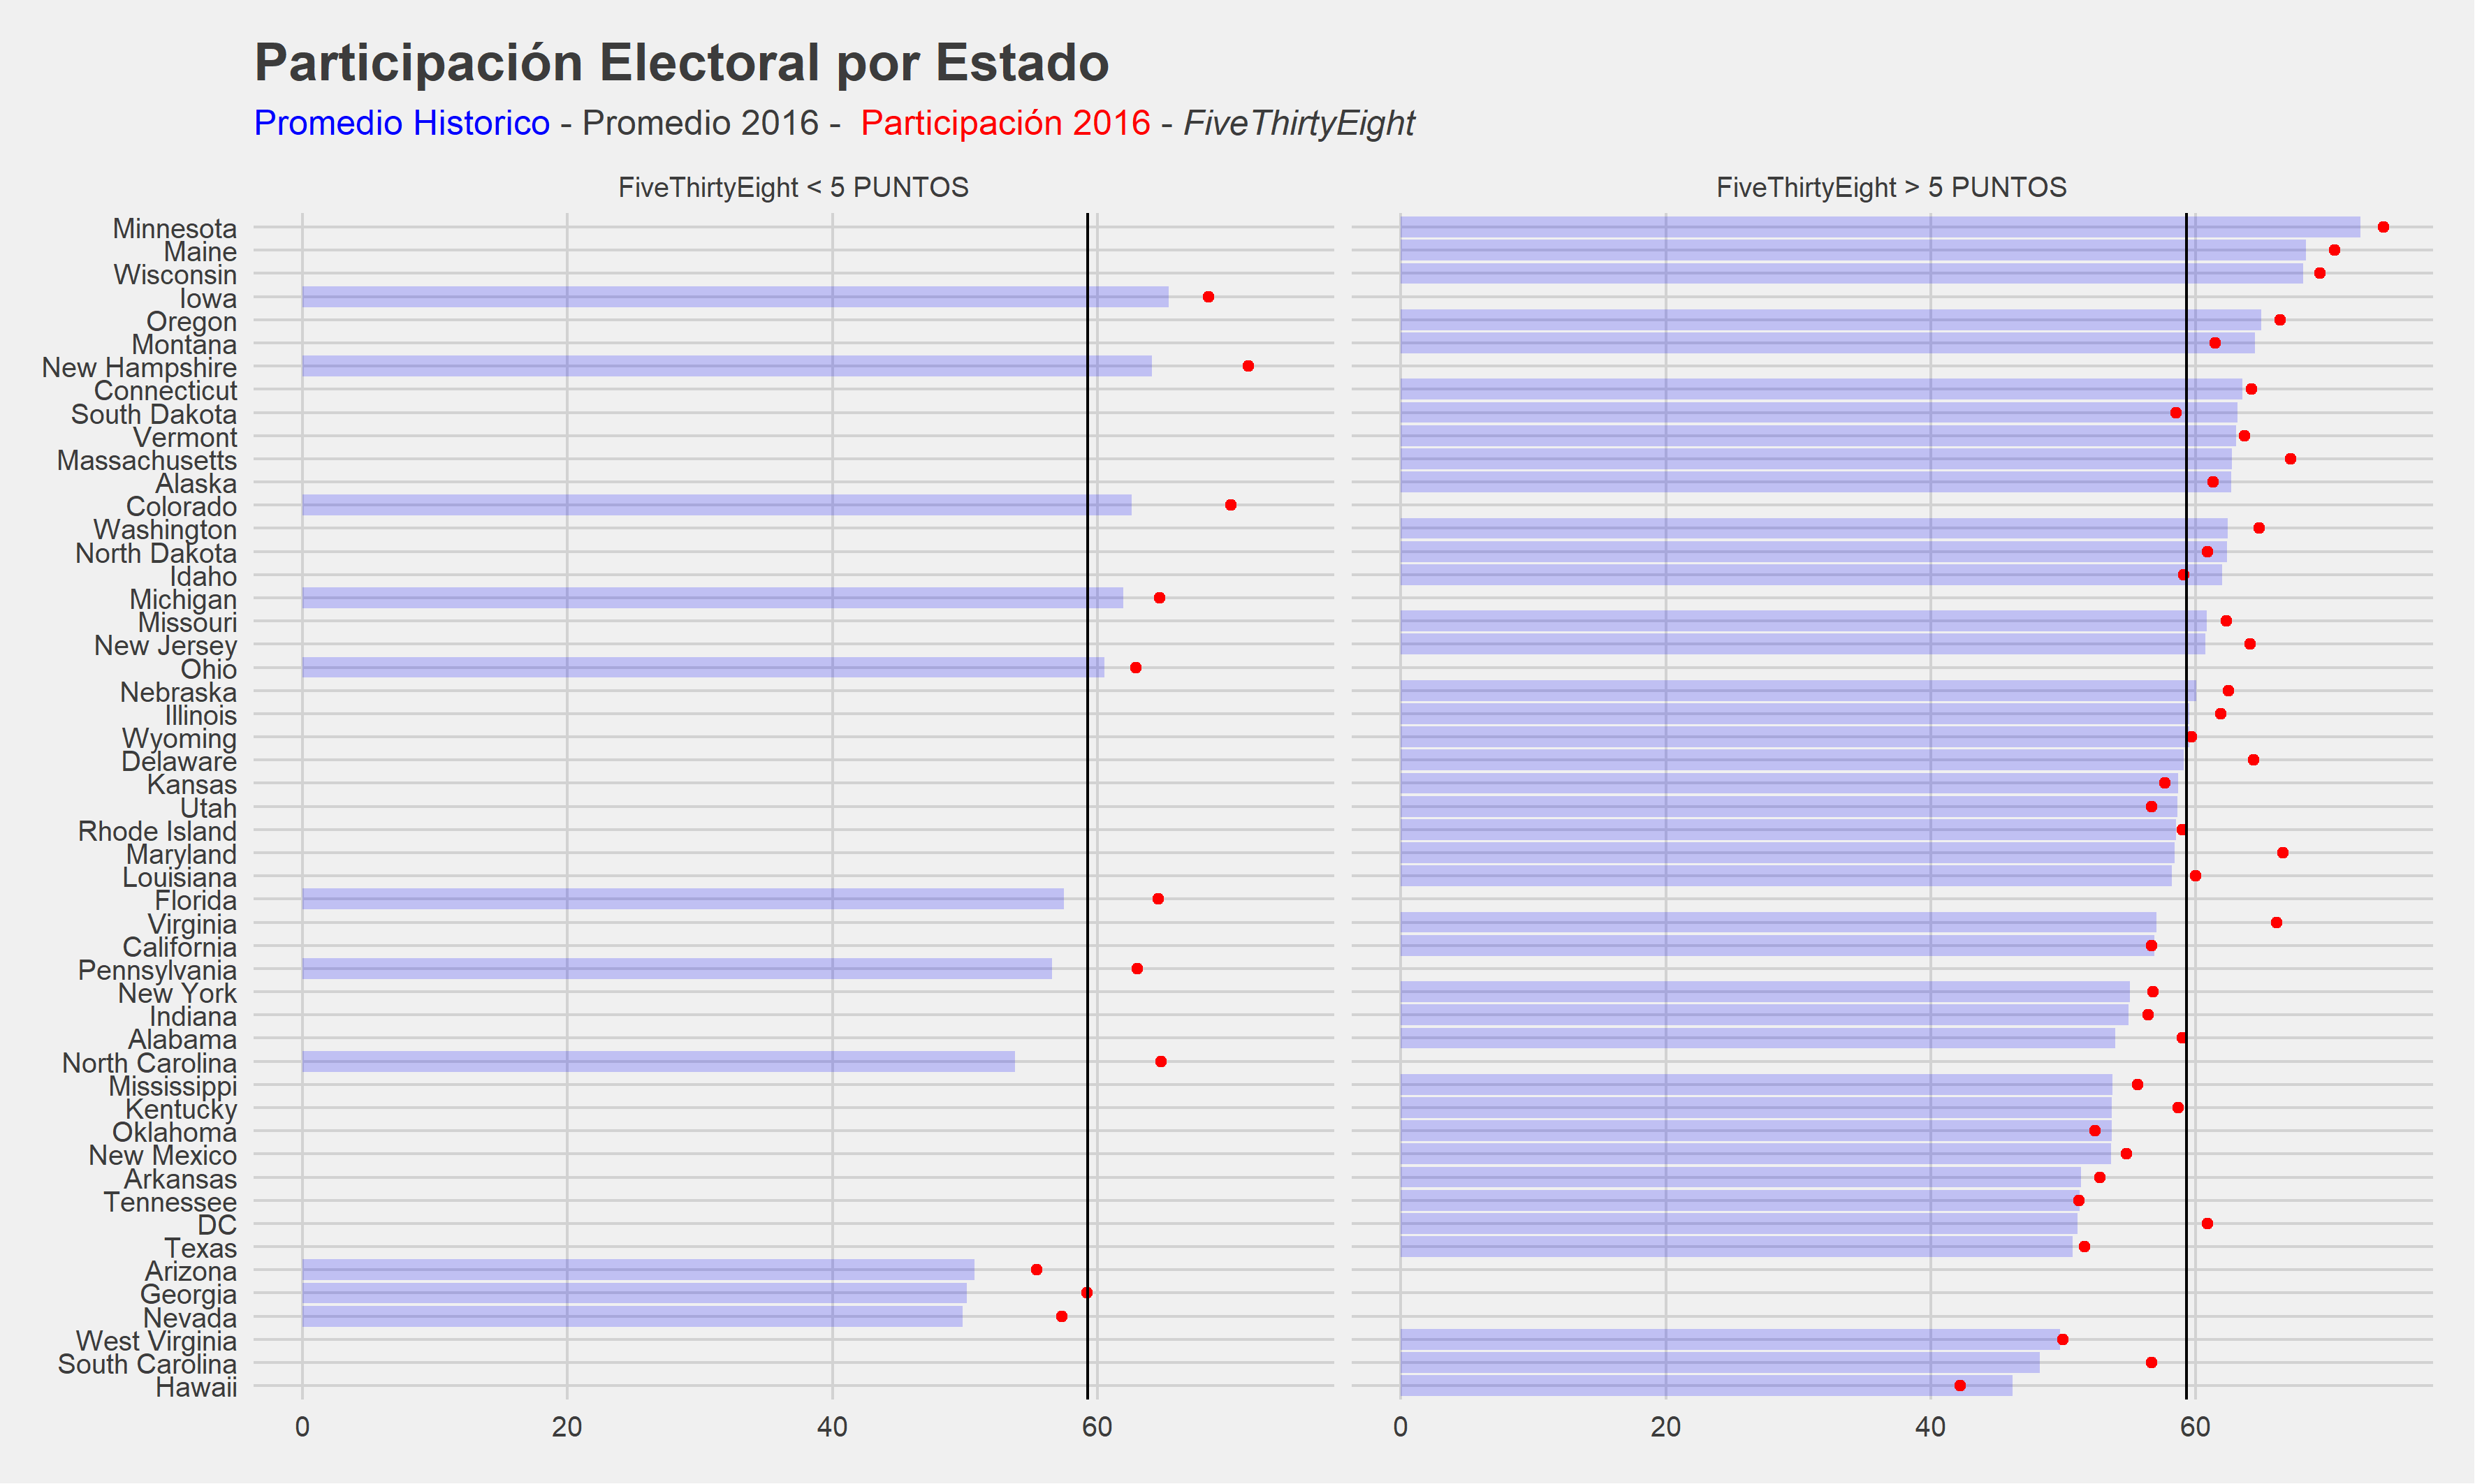 Participación Electoral por Estado
Promedio Historico - Promedio 2016 - Participación 2016 - FiveThirtyEight
FiveThirtyEight < 5 PUNTOS
FiveThirtyEight > 5 PUNTOS
Minnesota
Maine
Wisconsin
Iowa
Oregon
Montana
New Hampshire
Connecticut
South Dakota
Vermont
Massachusetts
Alaska
Colorado
Washington
North Dakota
Idaho
Michigan
Missouri
New Jersey
Ohio
Nebraska
Illinois
Wyoming
Delaware
Kansas
Utah
Rhode Island
Maryland
Louisiana
Florida
Virginia
California
Pennsylvania
New York
Indiana
Alabama
North Carolina
Mississippi
Kentucky
Oklahoma
New Mexico
Arkansas
Tennessee
DC
Texas
Arizona
Georgia
Nevada
West Virginia
South Carolina
Hawaii
0 20 40 60
0 20 40 60